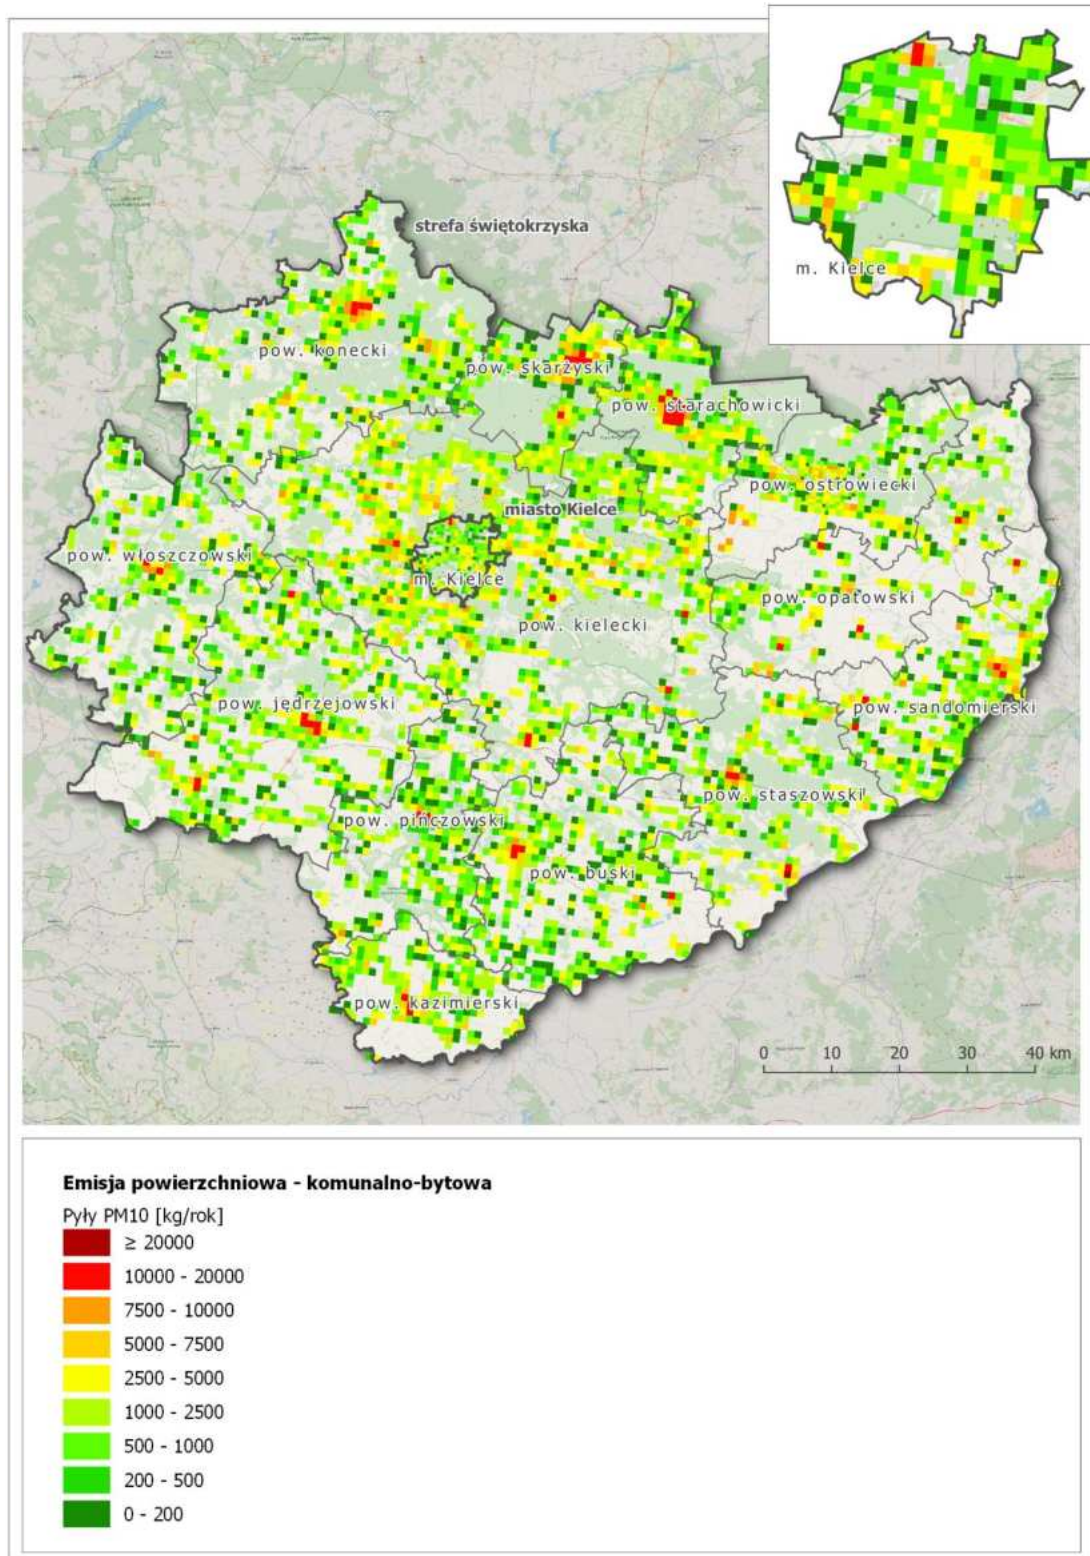 strefa świętokrzyska
m. Kielce
pow. konecki
pow. skarżyski
pow. starachowicki
pow. ostrowiecki
miasto Kielce
pow. włoszczowski
m. Kielce
pow. opatowski
pow. kielecki
pow. jędrzejowski
pow. sandomierski
pow. staszowski
pow. pińczowski
pow. buski
pow. kazimierski
0 10 20 30 40 km
Emisja powierzchniowa - komunalno-bytowa
Pyły PM10 [kg/rok]
≥ 20000
10000 - 20000
7500 - 10000
5000 - 7500
2500 - 5000
1000 - 2500
500 - 1000
200 - 500
0 - 200